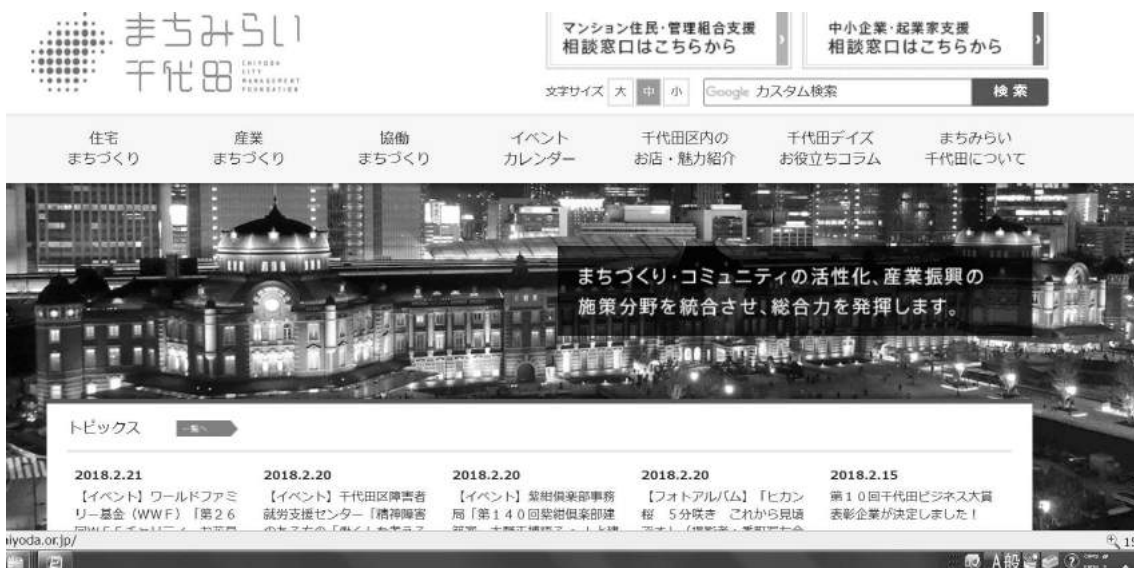 まちみらい
千代田
CHIYODA
CITY
MANAGEMENT
FOUNDATION
マンション住民・管理組合支援
相談窓口はこちらから
中小企業・起業家支援
相談窓口はこちらから
文字サイズ 大 中 小 Google カスタム検索 検索
住宅
まちづくり
産業
まちづくり
協働
まちづくり
イベント
カレンダー
千代田区内の
お店・魅力紹介
千代田デイズ
お役立ちコラム
まちみらい
千代田について
まちづくり・コミュニティの活性化、産業振興の
施策分野を統合させ、総合力を発揮します。
トピックス 一覧へ
2018.2.21
【イベント】ワールドファミ
リー基金（WWF）「第２６
2018.2.20
【イベント】千代田区障害者
就労支援センター「精神障害
2018.2.20
【イベント】紫紺倶楽部事務
局「第１４０回紫紺倶楽部建
2018.2.20
【フォトアルバム】「ヒカン
桜　５分咲き　これから見頃
2018.2.15
第１０回千代田ビジネス大賞
表彰企業が決定しました！
iyoda.or.jp/
A 般